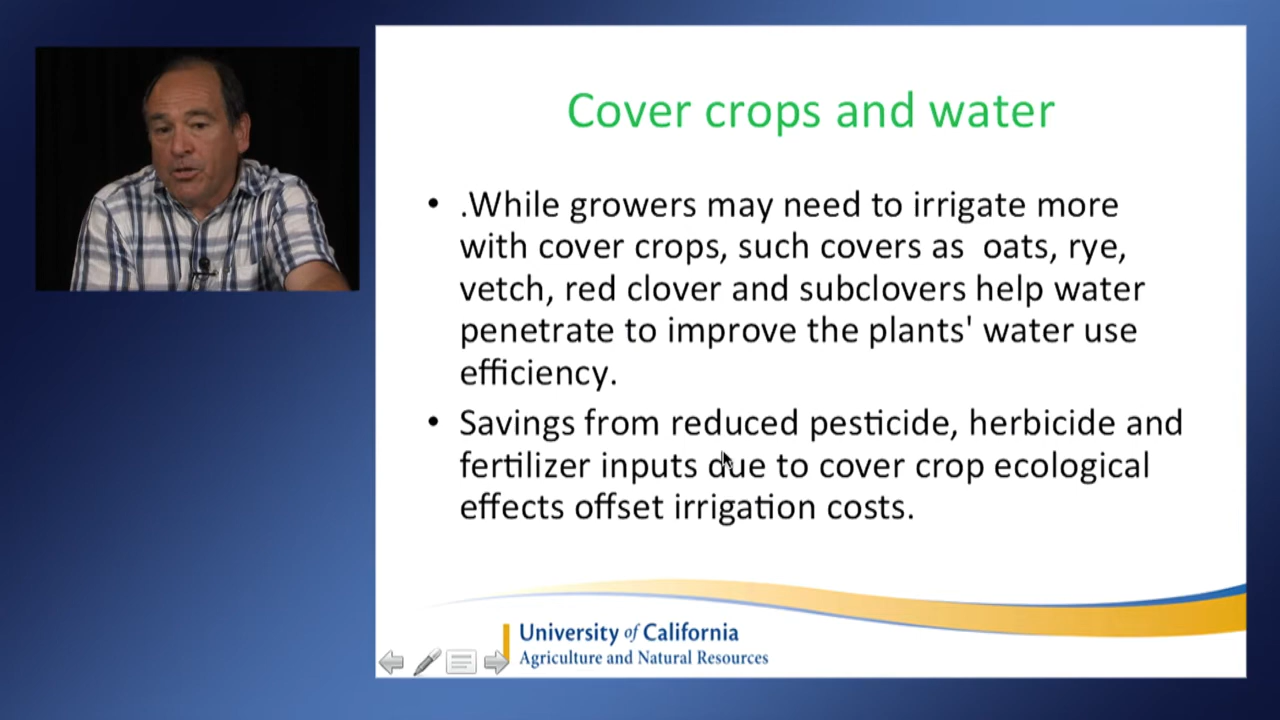 Cover crops and water
• .While growers may need to irrigate more
with cover crops, such covers as  oats, rye,
vetch, red clover and subclovers help water
penetrate to improve the plants' water use
efficiency.
• Savings from reduced pesticide, herbicide and
fertilizer inputs due to cover crop ecological
effects offset irrigation costs.
University of California
Agriculture and Natural Resources